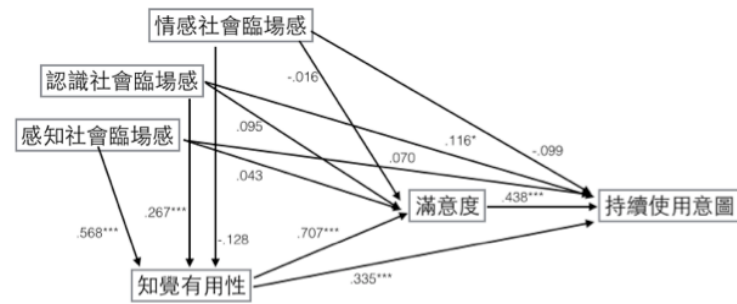 情感社會臨場感
認識社會臨場感
感知社會臨場感
-.016
.095
.116*
-.099
.070
.043
滿意度
.438***
持續使用意圖
.568***
.267***
-.128
.707***
.335***
知覺有用性